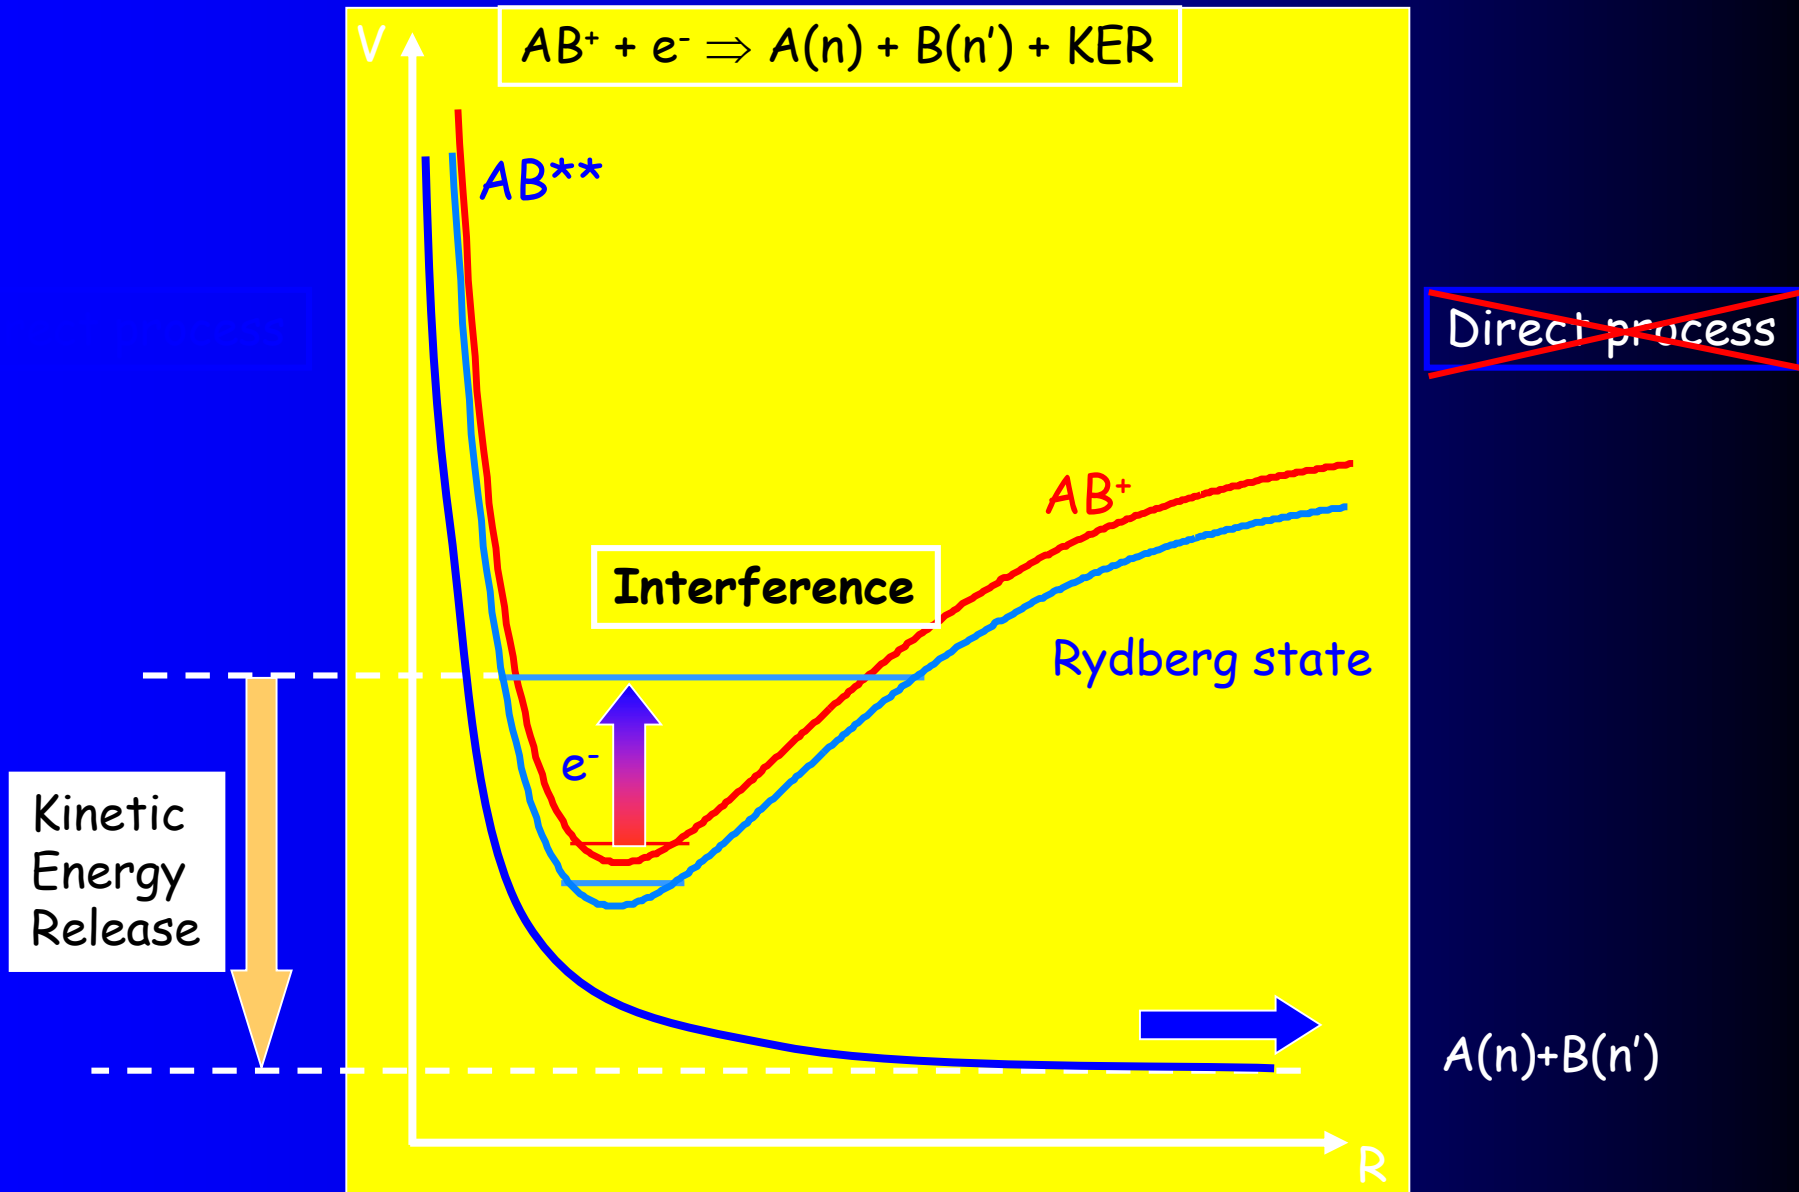 V
AB⁺ + e⁻ ⇒ A(n) + B(n′) + KER
AB**
Direct process
AB⁺
Interference
Rydberg state
e⁻
Kinetic
Energy
Release
A(n)+B(n′)
R